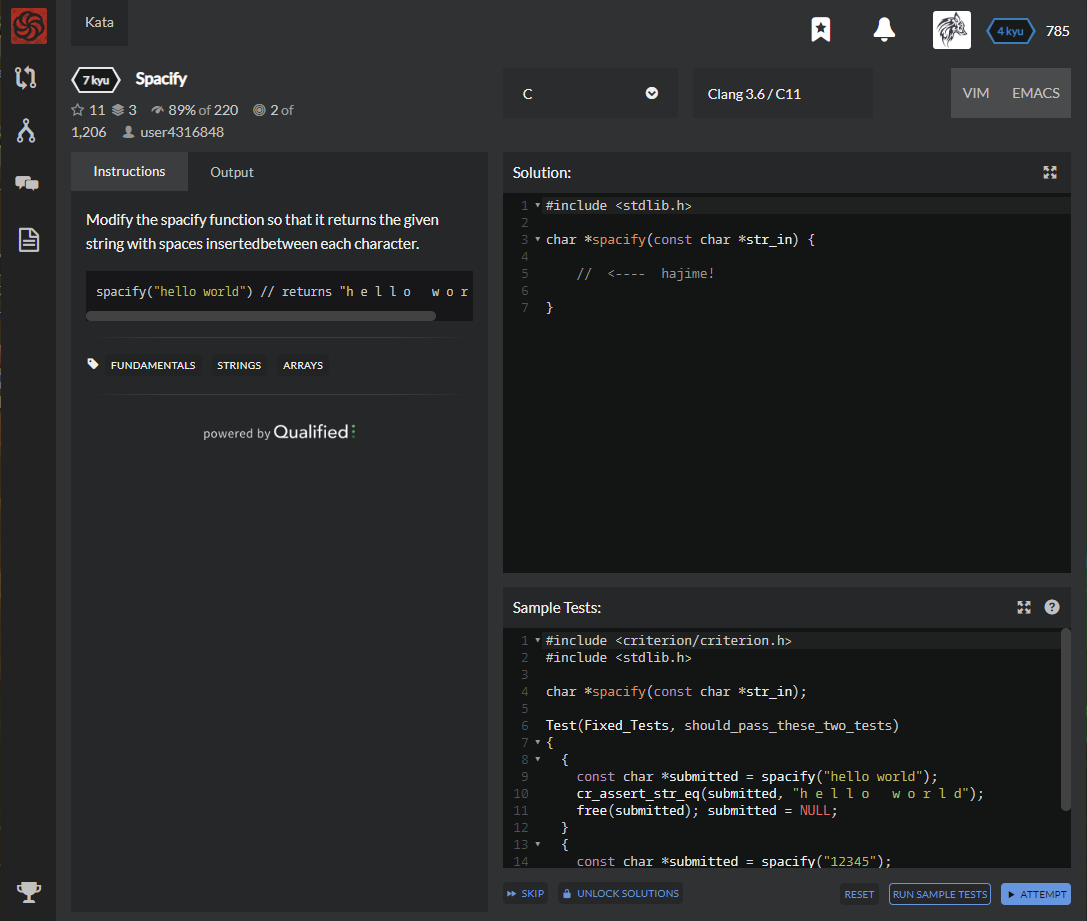 Kata
4 kyu 785
7 kyu Spacify
11 3 89% of 220 2 of
1,206 user4316848
C
Clang 3.6 / C11
VIM EMACS
Instructions Output
Modify the spacify function so that it returns the given
string with spaces insertedbetween each character.
spacify("hello world") // returns "h e l l o   w o r
FUNDAMENTALS STRINGS ARRAYS
powered by Qualified
Solution:
1 #include <stdlib.h>
2
3 char *spacify(const char *str_in) {
4
5     //  <----  hajime!
6
7 }
Sample Tests:
1 #include <criterion/criterion.h>
2 #include <stdlib.h>
3
4 char *spacify(const char *str_in);
5
6 Test(Fixed_Tests, should_pass_these_two_tests)
7 {
8   {
9     const char *submitted = spacify("hello world");
10     cr_assert_str_eq(submitted, "h e l l o   w o r l d");
11     free(submitted); submitted = NULL;
12   }
13   {
14     const char *submitted = spacify("12345");
SKIP UNLOCK SOLUTIONS RESET RUN SAMPLE TESTS ATTEMPT